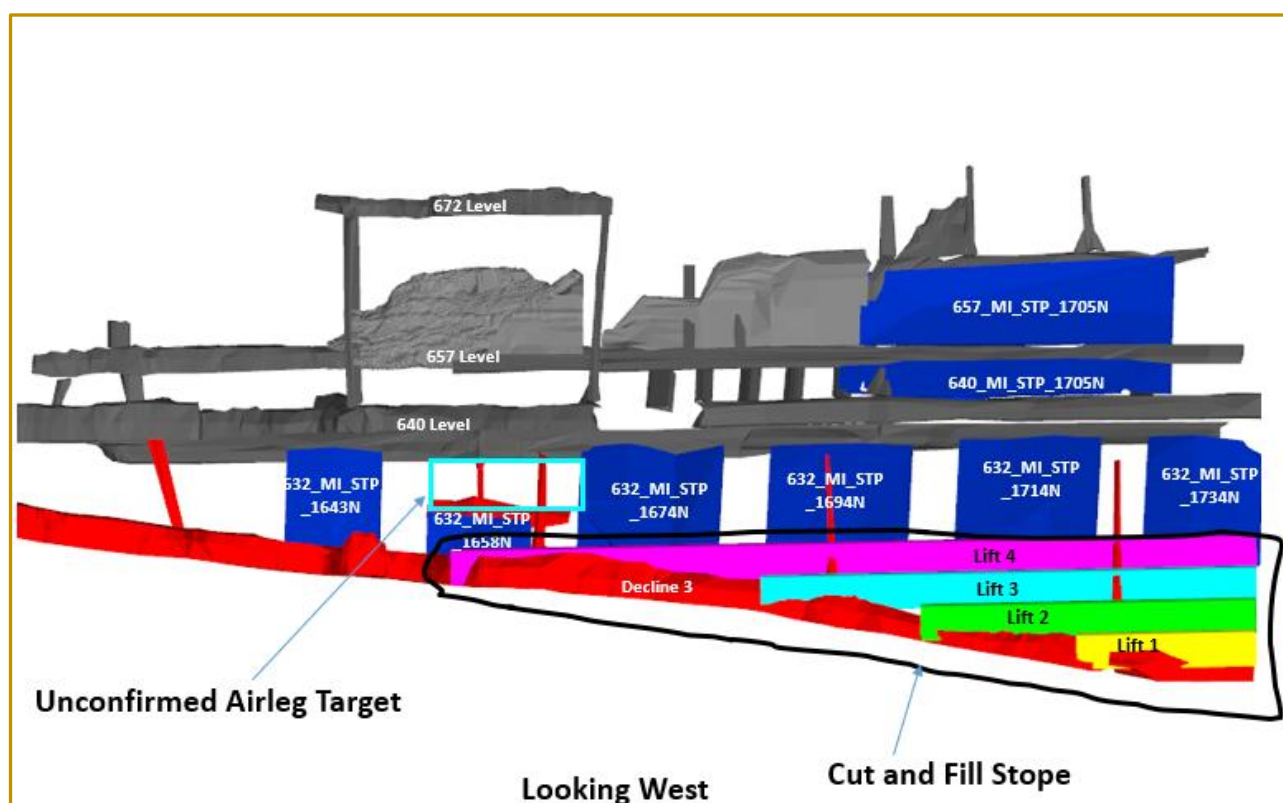 672 Level
657_MI_STP_1705N
657 Level
640_MI_STP_1705N
640 Level
632_MI_STP
_1643N
632_MI_STP
_1658N
632_MI_STP
_1674N
632_MI_STP
_1694N
632_MI_STP
_1714N
632_MI_STP
_1734N
Lift 4
Decline 3
Lift 3
Lift 2
Lift 1
Unconfirmed Airleg Target
Cut and Fill Stope
Looking West